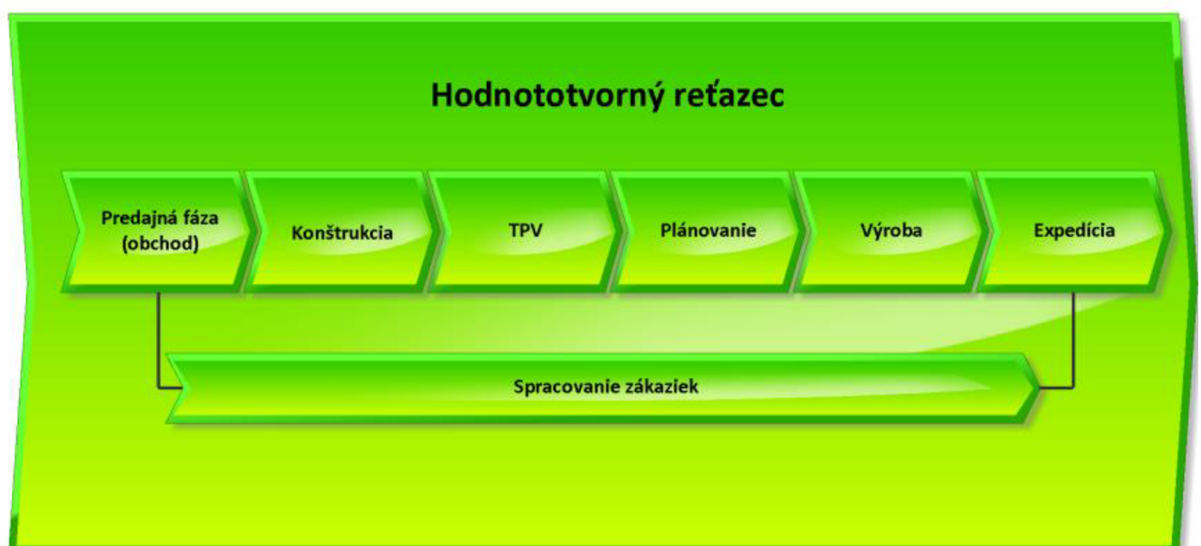 Hodnototvorný reťazec
Predajná fáza
(obchod)
Konštrukcia
TPV
Plánovanie
Výroba
Expedícia
Spracovanie zákaziek